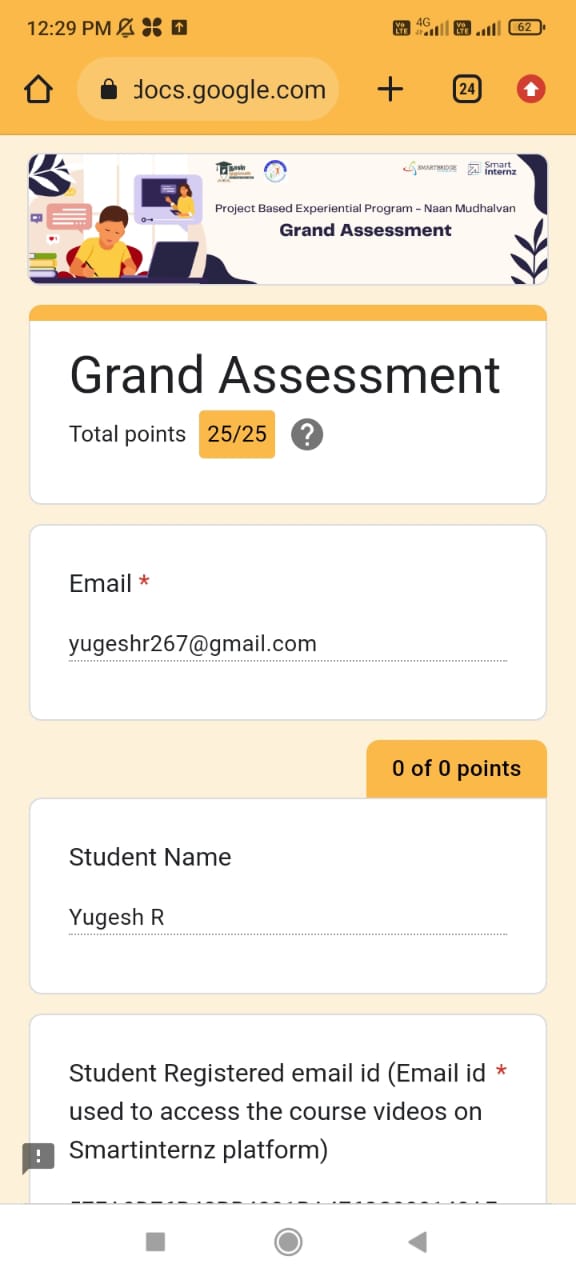 12:29 PM
Vo LTE 4G Vo LTE 62
docs.google.com
24
SMARTBRIDGE Smart Internz
Project Based Experiential Program - Naan Mudhalvan
Grand Assessment
Grand Assessment
Total points 25/25 ?
Email *
yugeshr267@gmail.com
0 of 0 points
Student Name
Yugesh R
Student Registered email id (Email id *
used to access the course videos on
Smartinternz platform)